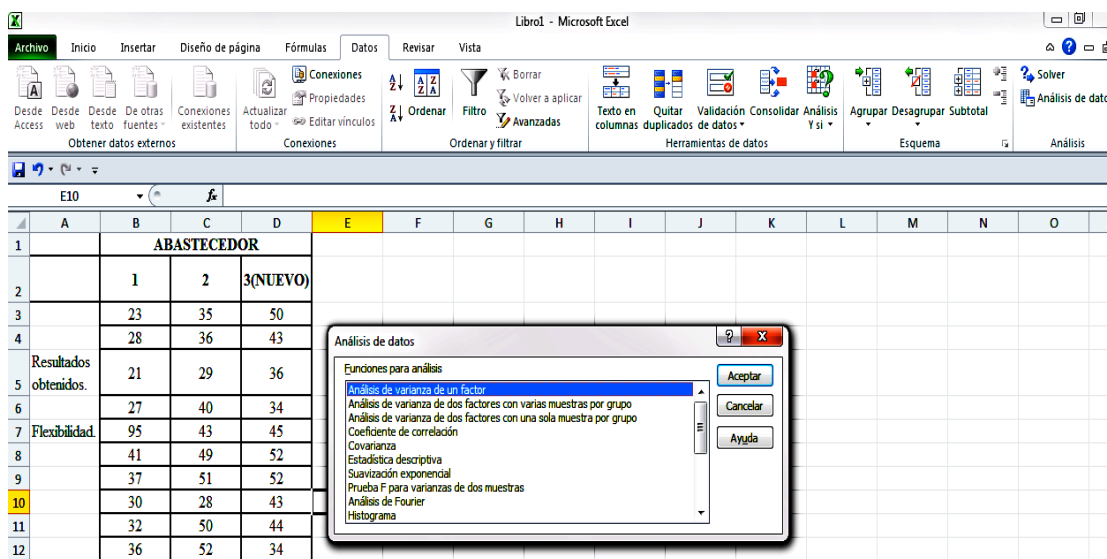 Libro1 - Microsoft Excel
Archivo Inicio Insertar Diseño de página Fórmulas Datos Revisar Vista
Desde Access
Desde web
Desde texto
De otras fuentes
Conexiones existentes
Obtener datos externos
Actualizar todo
Conexiones
Propiedades
Editar vínculos
Conexiones
Ordenar
Filtro
Borrar
Volver a aplicar
Avanzadas
Ordenar y filtrar
Texto en columnas
Quitar duplicados
Validación de datos
Consolidar
Análisis Y si
Herramientas de datos
Agrupar
Desagrupar
Subtotal
Esquema
Solver
Análisis de dato
Análisis
E10
fx
A B C D E F G H I J K L M N O
1 ABASTECEDOR
2 1 2 3(NUEVO)
3 23 35 50
4 28 36 43
Resultados
5 obtenidos. 21 29 36
6 27 40 34
7 Flexibilidad. 95 43 45
8 41 49 52
9 37 51 52
10 30 28 43
11 32 50 44
12 36 52 34
Análisis de datos
Funciones para análisis
Análisis de varianza de un factor
Análisis de varianza de dos factores con varias muestras por grupo
Análisis de varianza de dos factores con una sola muestra por grupo
Coeficiente de correlación
Covarianza
Estadística descriptiva
Suavización exponencial
Prueba F para varianzas de dos muestras
Análisis de Fourier
Histograma
Aceptar
Cancelar
Ayuda